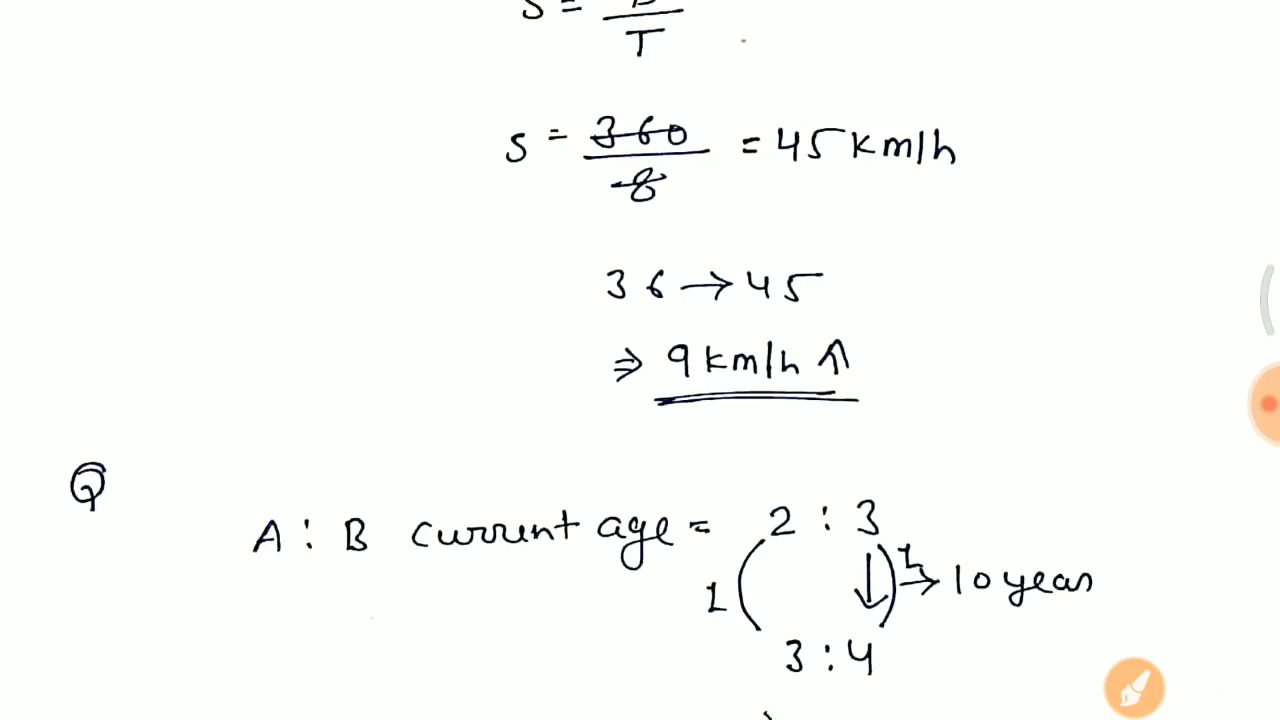 S =
T
S = 360
8
= 45 km/h
36 → 45
⇒ 9 km/h ↑
Q
A : B current age = 2 : 3
1
1 → 10 years
3 : 4